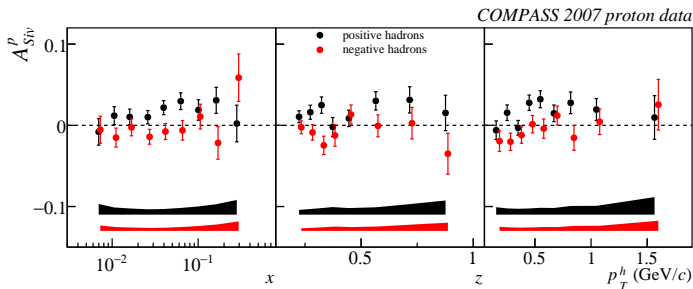 COMPASS 2007 proton data
A^p_Siv
positive hadrons
negative hadrons
0.1
0
−0.1
10^−2 10^−1 0.5 1 0.5 1 1.5
x z p_T^h (GeV/c)